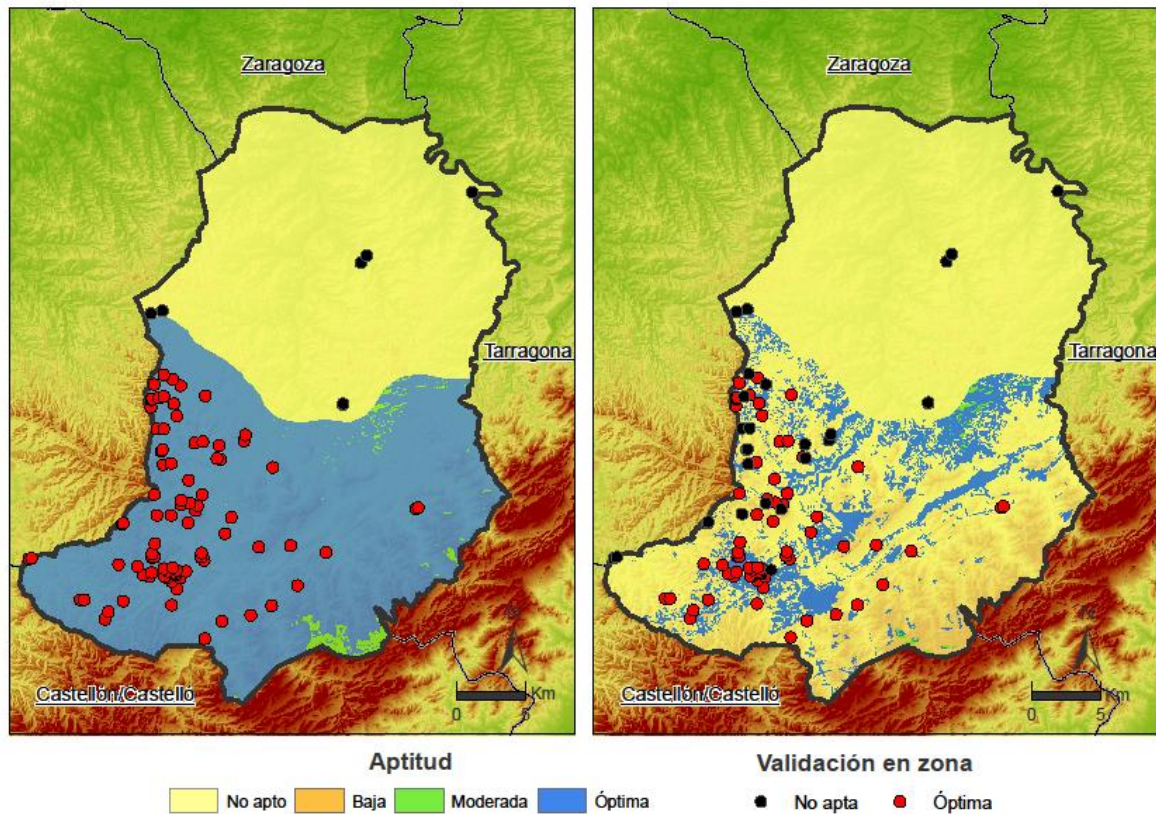 Zaragoza
Tarragona
Castellón/Castelló
Km
0 5
Zaragoza
Tarragona
Castellón/Castelló
Km
0 5
Aptitud
No apto Baja Moderada Óptima
Validación en zona
No apta Óptima